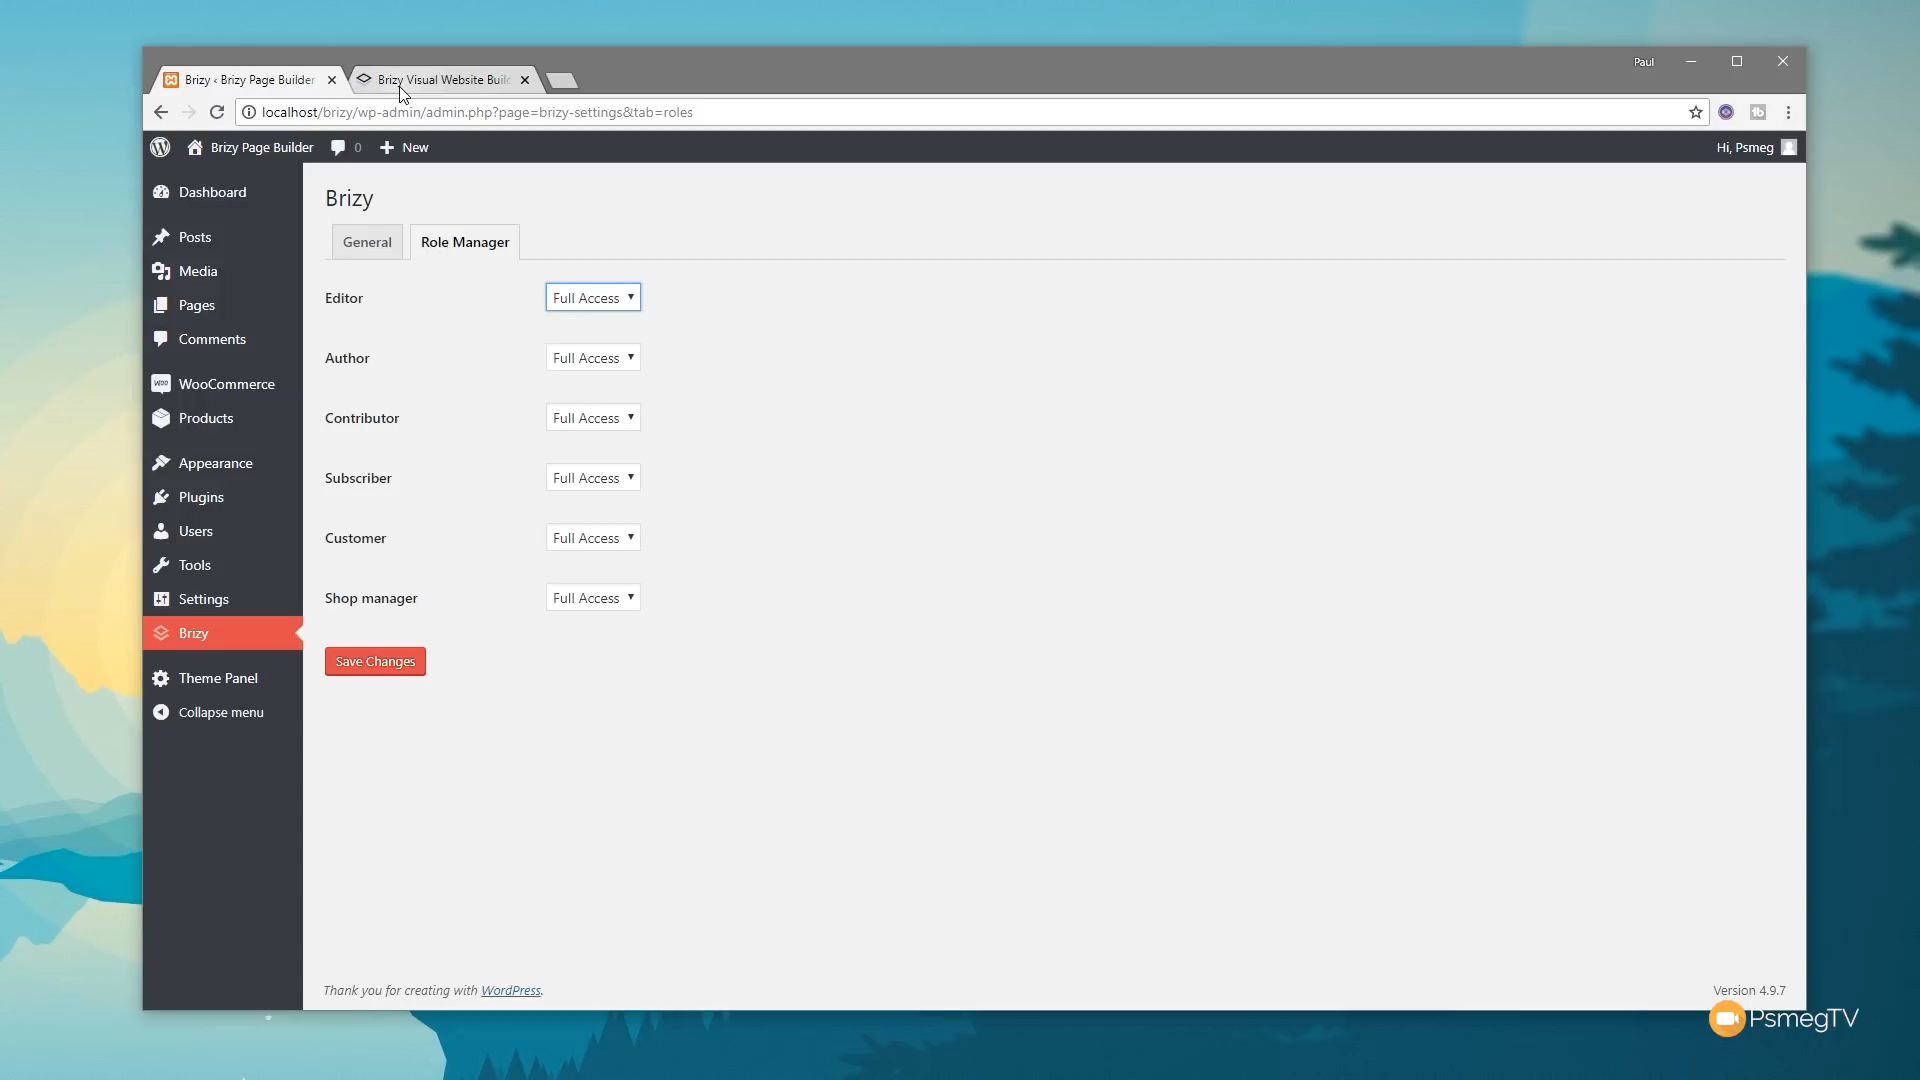 Paul
Brizy ‹ Brizy Page Builder
Brizy Visual Website Buil
localhost/brizy/wp-admin/admin.php?page=brizy-settings&tab=roles
Brizy Page Builder
0
New
Hi, Psmeg
Dashboard
Posts
Media
Pages
Comments
WooCommerce
Products
Appearance
Plugins
Users
Tools
Settings
Brizy
Theme Panel
Collapse menu
Brizy
General
Role Manager
Editor
Full Access
Author
Full Access
Contributor
Full Access
Subscriber
Full Access
Customer
Full Access
Shop manager
Full Access
Save Changes
Thank you for creating with WordPress.
Version 4.9.7
PsmegTV